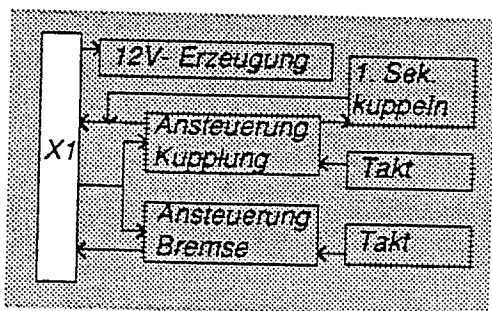 12V- Erzeugung
1. Sek.
kuppeln
X1
Ansteuerung
Kupplung
Takt
Ansteuerung
Bremse
Takt